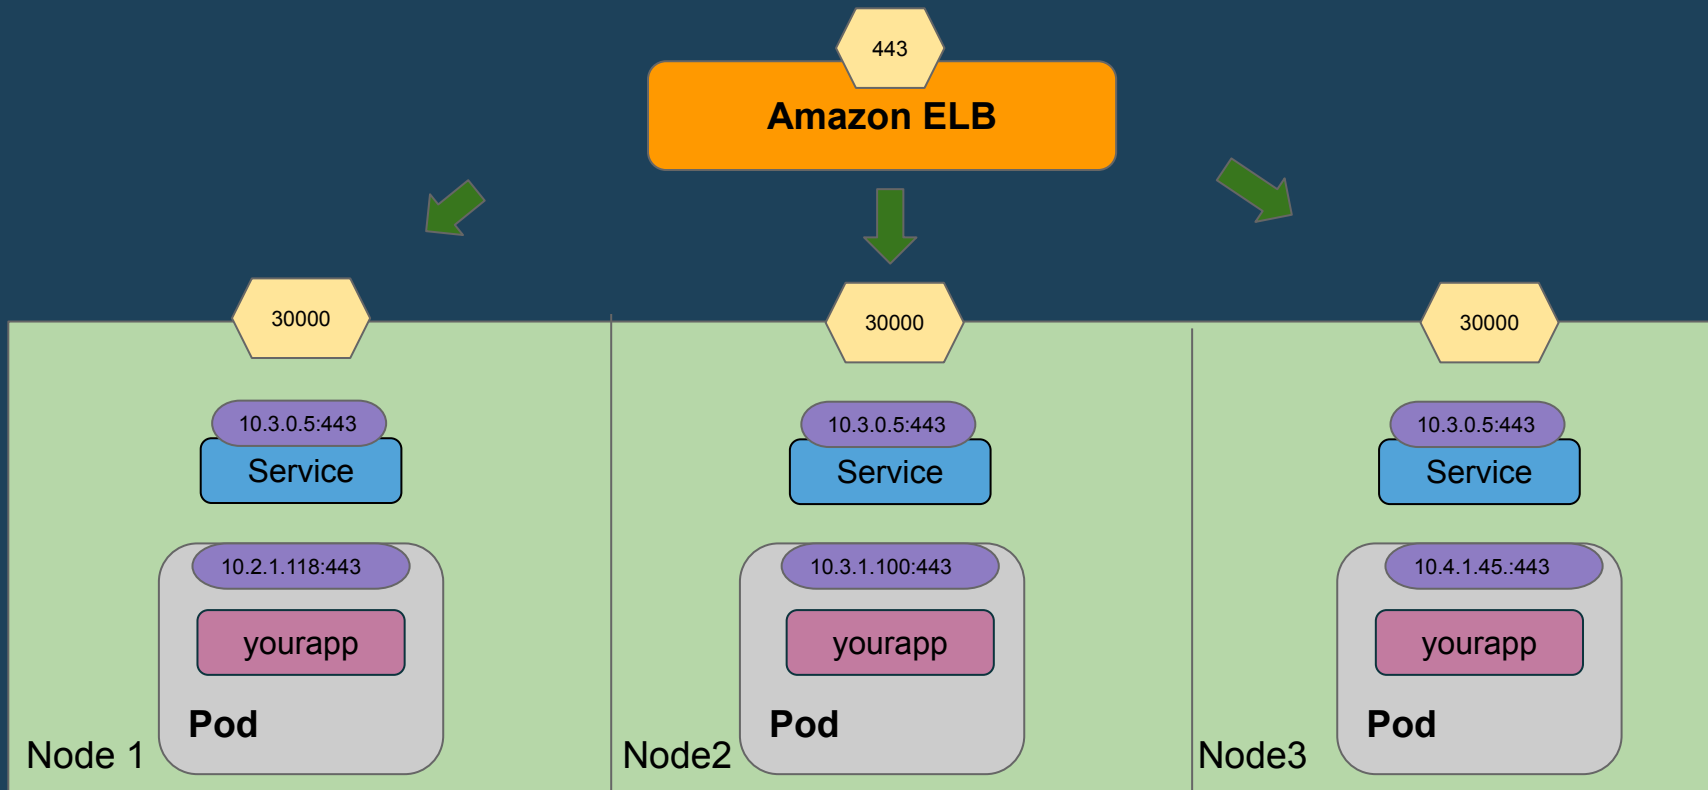 443
Amazon ELB
30000
30000
30000
10.3.0.5:443
10.3.0.5:443
10.3.0.5:443
Service
Service
Service
10.2.1.118:443
10.3.1.100:443
10.4.1.45.:443
yourapp
yourapp
yourapp
Pod
Pod
Pod
Node 1
Node2
Node3